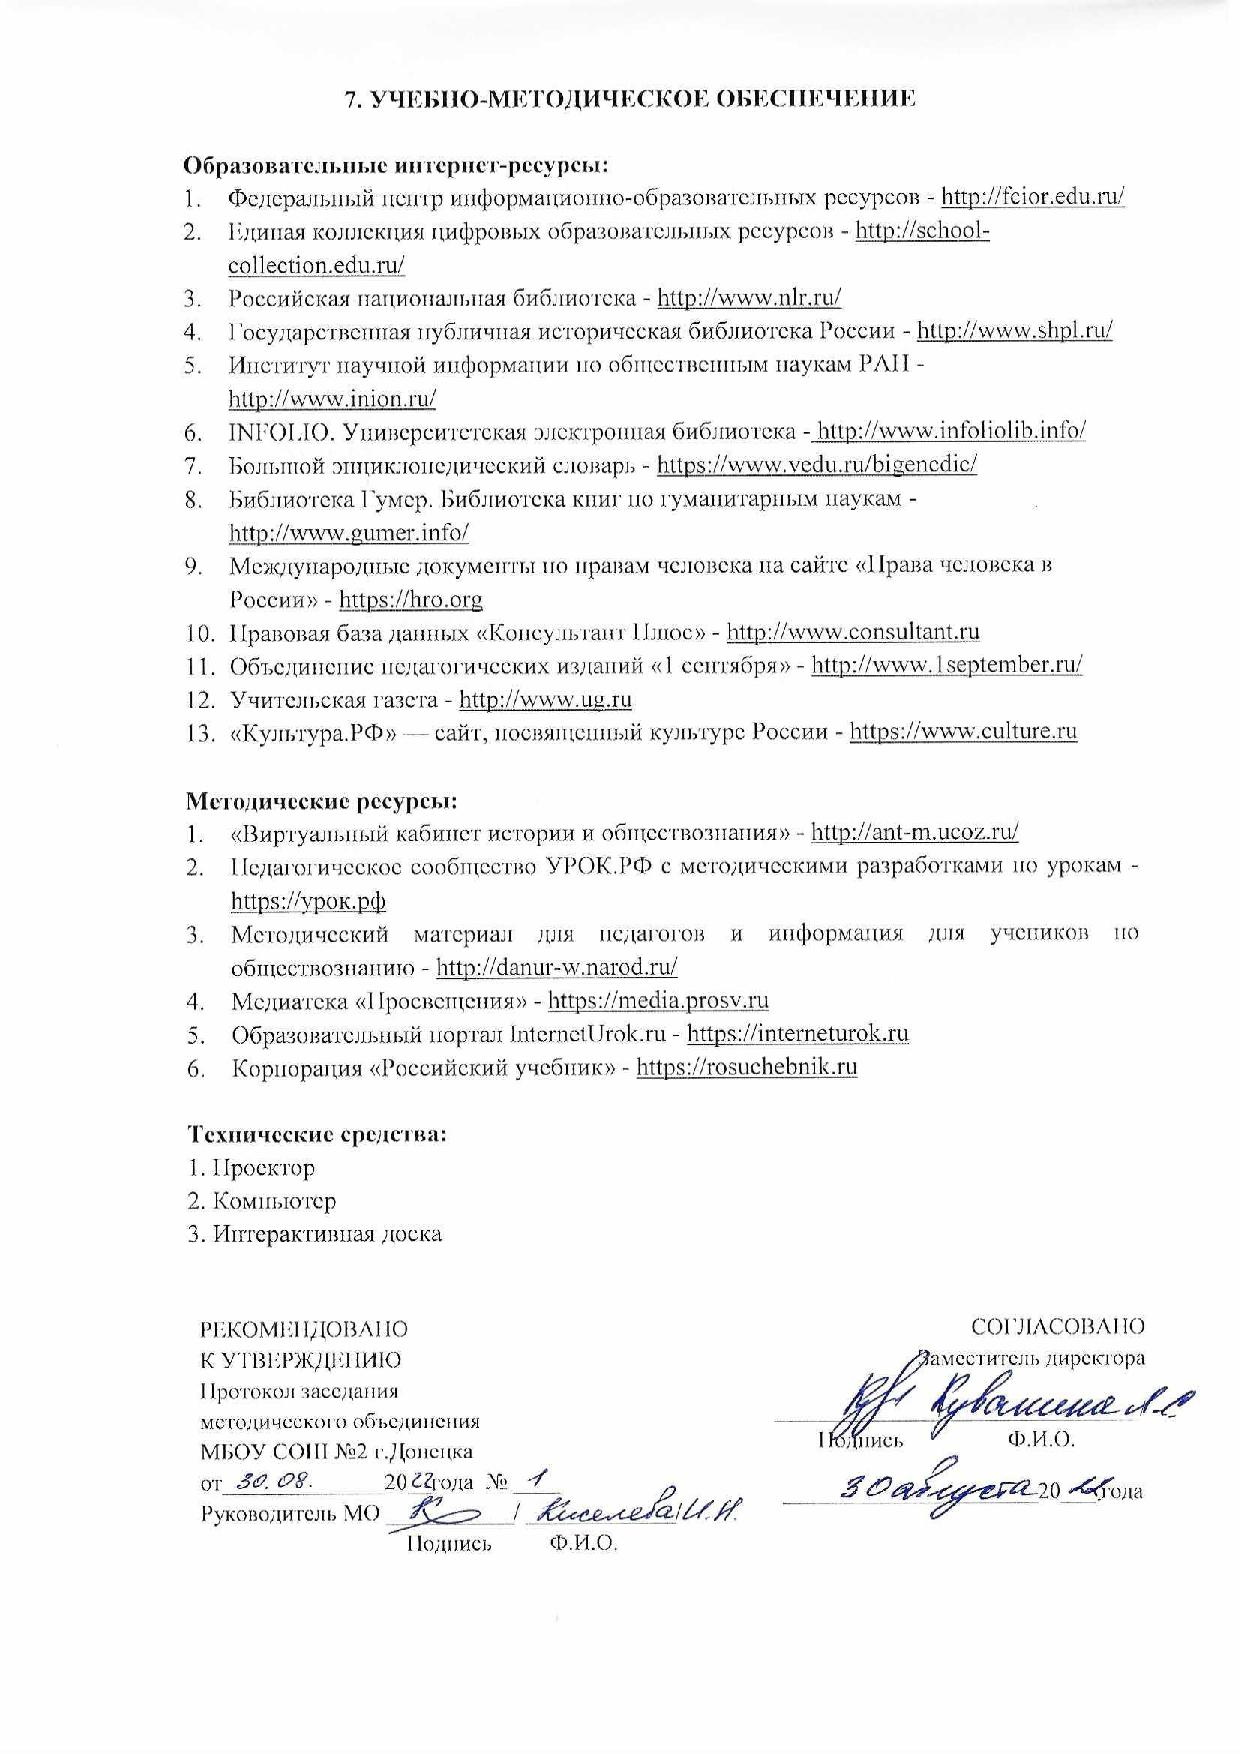 7. УЧЕБНО-МЕТОДИЧЕСКОЕ ОБЕСПЕЧЕНИЕ
Образовательные интернет-ресурсы:
1. Федеральный центр информационно-образовательных ресурсов - http://fcior.edu.ru/
2. Единая коллекция цифровых образовательных ресурсов - http://school-
collection.edu.ru/
3. Российская национальная библиотека - http://www.nlr.ru/
4. Государственная публичная историческая библиотека России - http://www.shpl.ru/
5. Институт научной информации по общественным наукам РАН -
http://www.inion.ru/
6. INFOLIO. Университетская электронная библиотека - http://www.infoliolib.info/
7. Большой энциклопедический словарь - https://www.vedu.ru/bigencdic/
8. Библиотека Гумер. Библиотека книг по гуманитарным наукам -
http://www.gumer.info/
9. Международные документы по правам человека на сайте «Права человека в
России» - https://hro.org
10. Правовая база данных «Консультант Плюс» - http://www.consultant.ru
11. Объединение педагогических изданий «1 сентября» - http://www.1september.ru/
12. Учительская газета - http://www.ug.ru
13. «Культура.РФ» — сайт, посвященный культуре России - https://www.culture.ru
Методические ресурсы:
1. «Виртуальный кабинет истории и обществознания» - http://ant-m.ucoz.ru/
2. Педагогическое сообщество УРОК.РФ с методическими разработками по урокам -
https://урок.рф
3. Методический материал для педагогов и информация для учеников по
обществознанию - http://danur-w.narod.ru/
4. Медиатека «Просвещения» - https://media.prosv.ru
5. Образовательный портал InternetUrok.ru - https://interneturok.ru
6. Корпорация «Российский учебник» - https://rosuchebnik.ru
Технические средства:
1. Проектор
2. Компьютер
3. Интерактивная доска
РЕКОМЕНДОВАНО
К УТВЕРЖДЕНИЮ
Протокол заседания
методического объединения
МБОУ СОШ №2 г.Донецка
от 30.08. 2022года № 1
Руководитель МО / Киселева И.И.
Подпись Ф.И.О.
СОГЛАСОВАНО
Заместитель директора
Кувакина Л.С
Подпись Ф.И.О.
30 августа 2022года